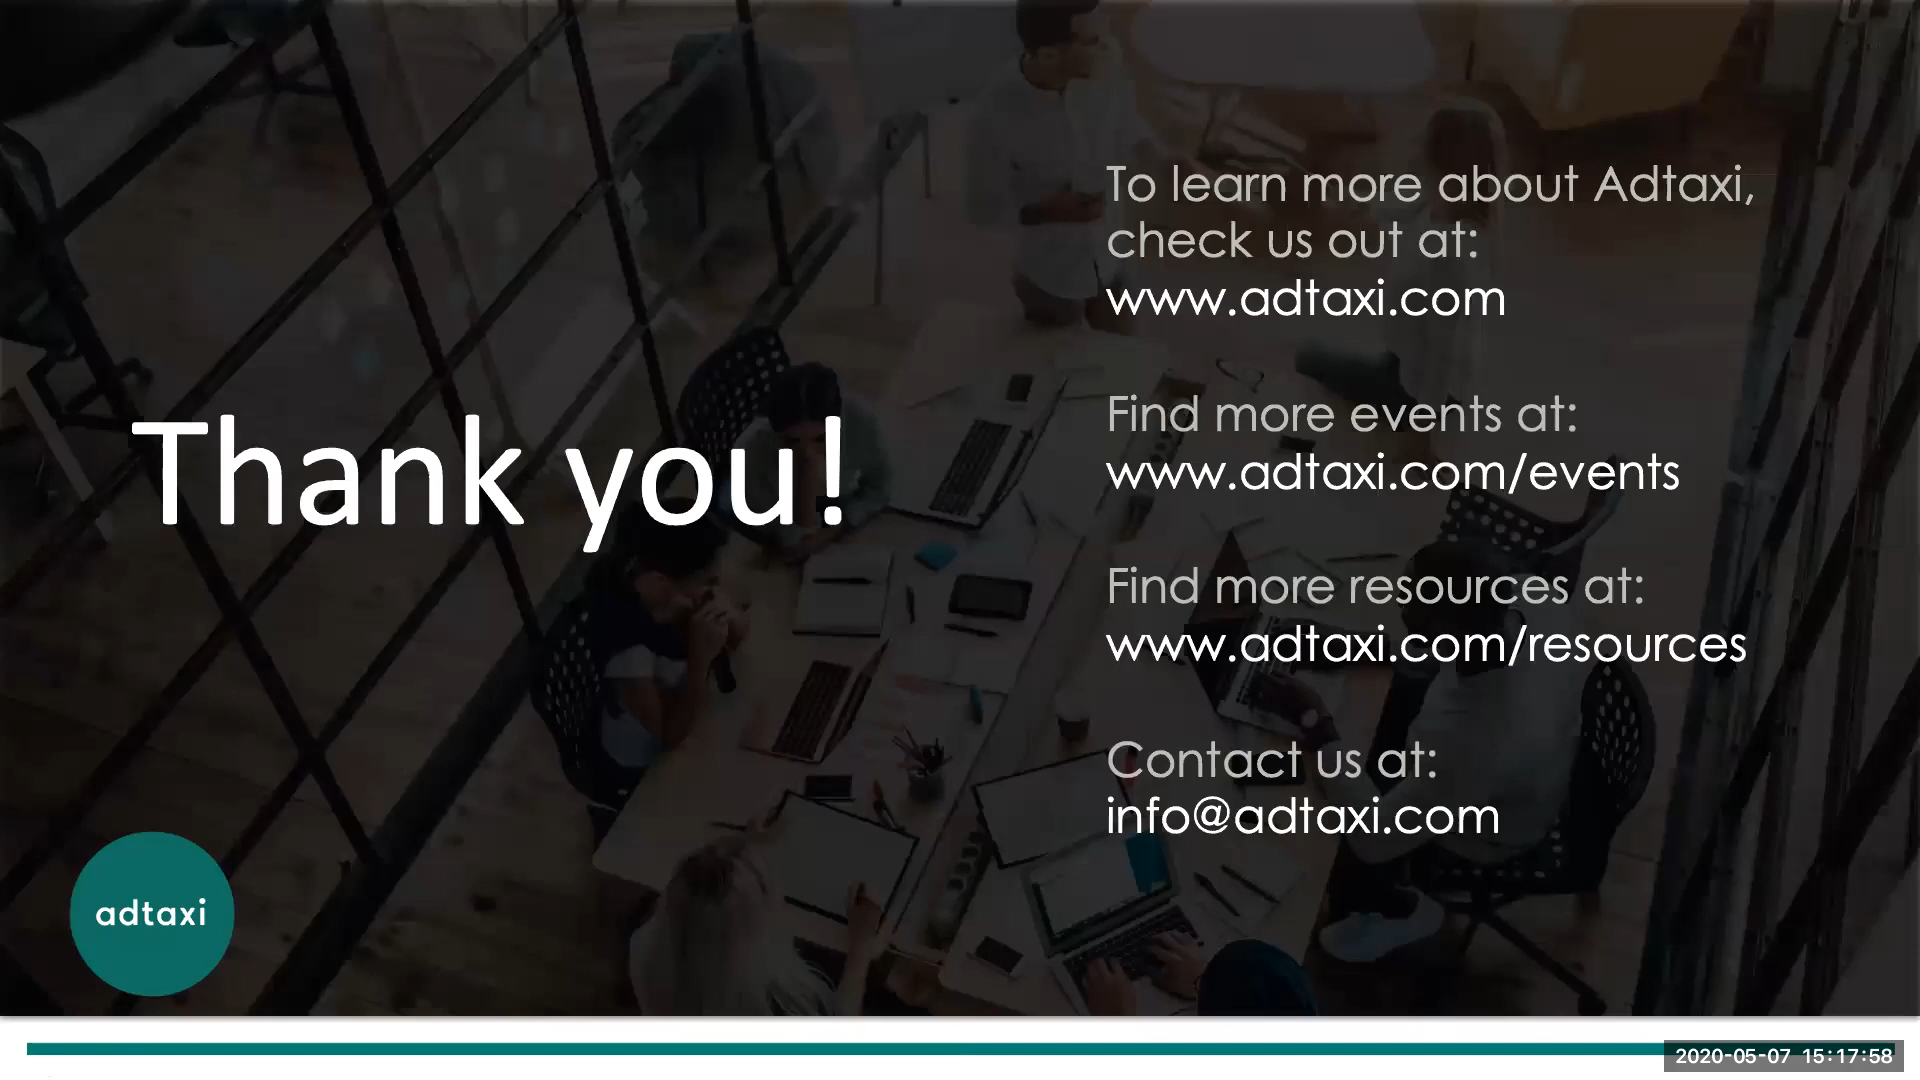 Thank you!
To learn more about Adtaxi,
check us out at:
www.adtaxi.com
Find more events at:
www.adtaxi.com/events
Find more resources at:
www.adtaxi.com/resources
Contact us at:
info@adtaxi.com
adtaxi
2020-05-07 15:17:58